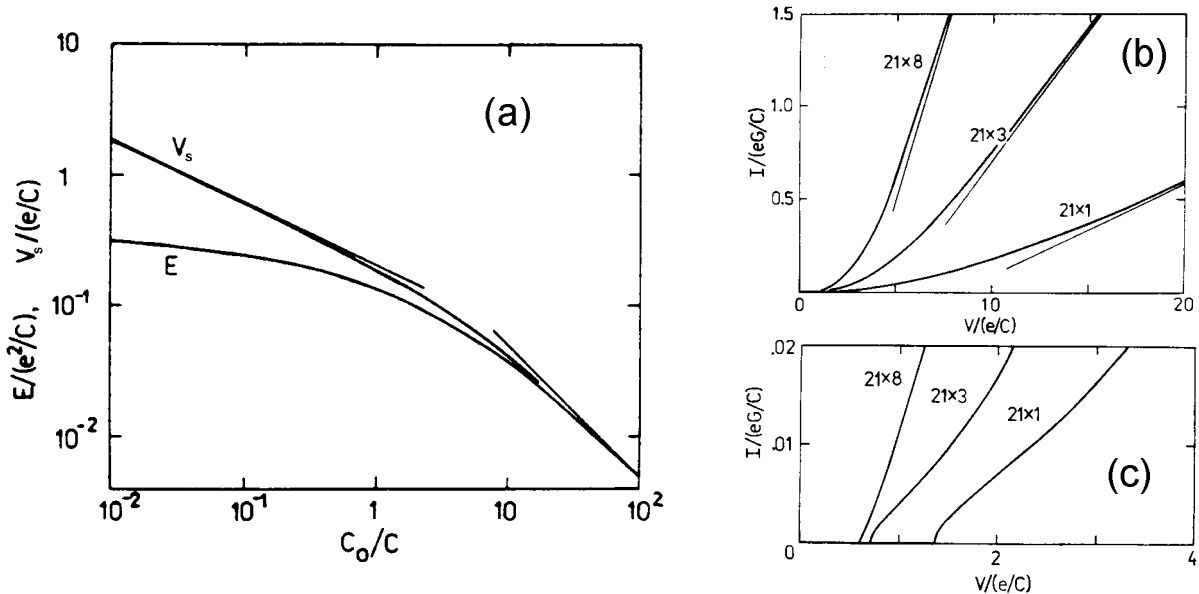 (a)
10
1
10⁻¹
10⁻²
E/(e²/C), Vₛ/(e/C)
Vₛ
E
10⁻²
10⁻¹
1
10
10²
C₀/C
(b)
1.5
1.0
0.5
I/(eG/C)
21×8
21×3
21×1
0
10
20
V/(e/C)
(c)
.02
.01
0
I/(eG/C)
21×8
21×3
21×1
2
4
V/(e/C)